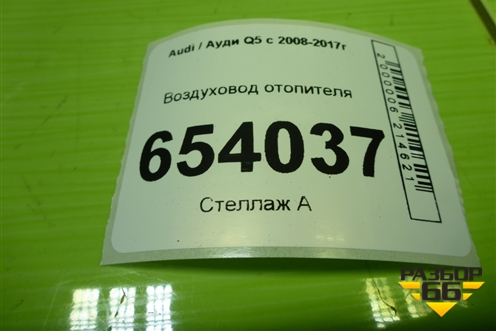 Audi / Ауди Q5 с 2008-2017г
Воздуховод отопителя
654037
Стеллаж А
2000006214621
РАЗБОР
66